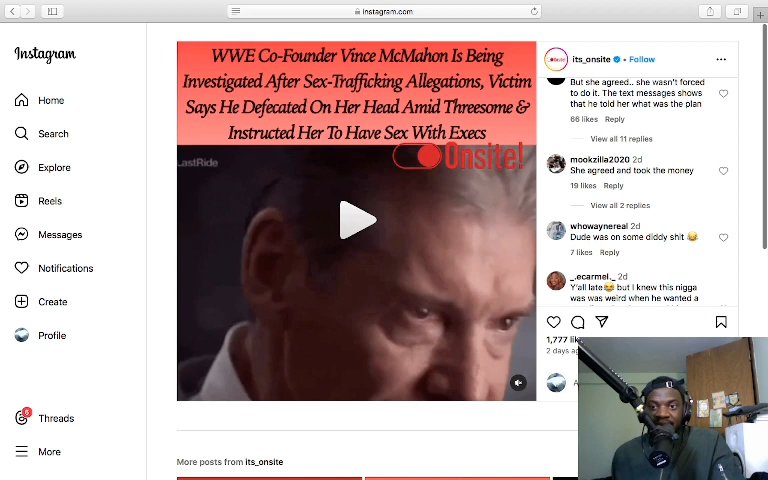 instagram.com
Instagram
Home
Search
Explore
Reels
Messages
Notifications
Create
Profile
6
Threads
More
WWE Co-Founder Vince McMahon Is Being
Investigated After Sex-Trafficking Allegations, Victim
Says He Defecated On Her Head Amid Threesome &
Instructed Her To Have Sex With Execs
Onsite!
LastRide
its_onsite • Follow
But she agreed.. she wasn't forced
to do it. The text messages shows
that he told her what was the plan
66 likes Reply
View all 11 replies
mookzilla2020 2d
She agreed and took the money
19 likes Reply
View all 2 replies
whowaynereal 2d
Dude was on some diddy shit 😂
7 likes Reply
_.ecarmel._ 2d
Y'all late😂 but I knew this nigga
was was weird when he wanted a
1,777 lik
2 days ag
More posts from its_onsite